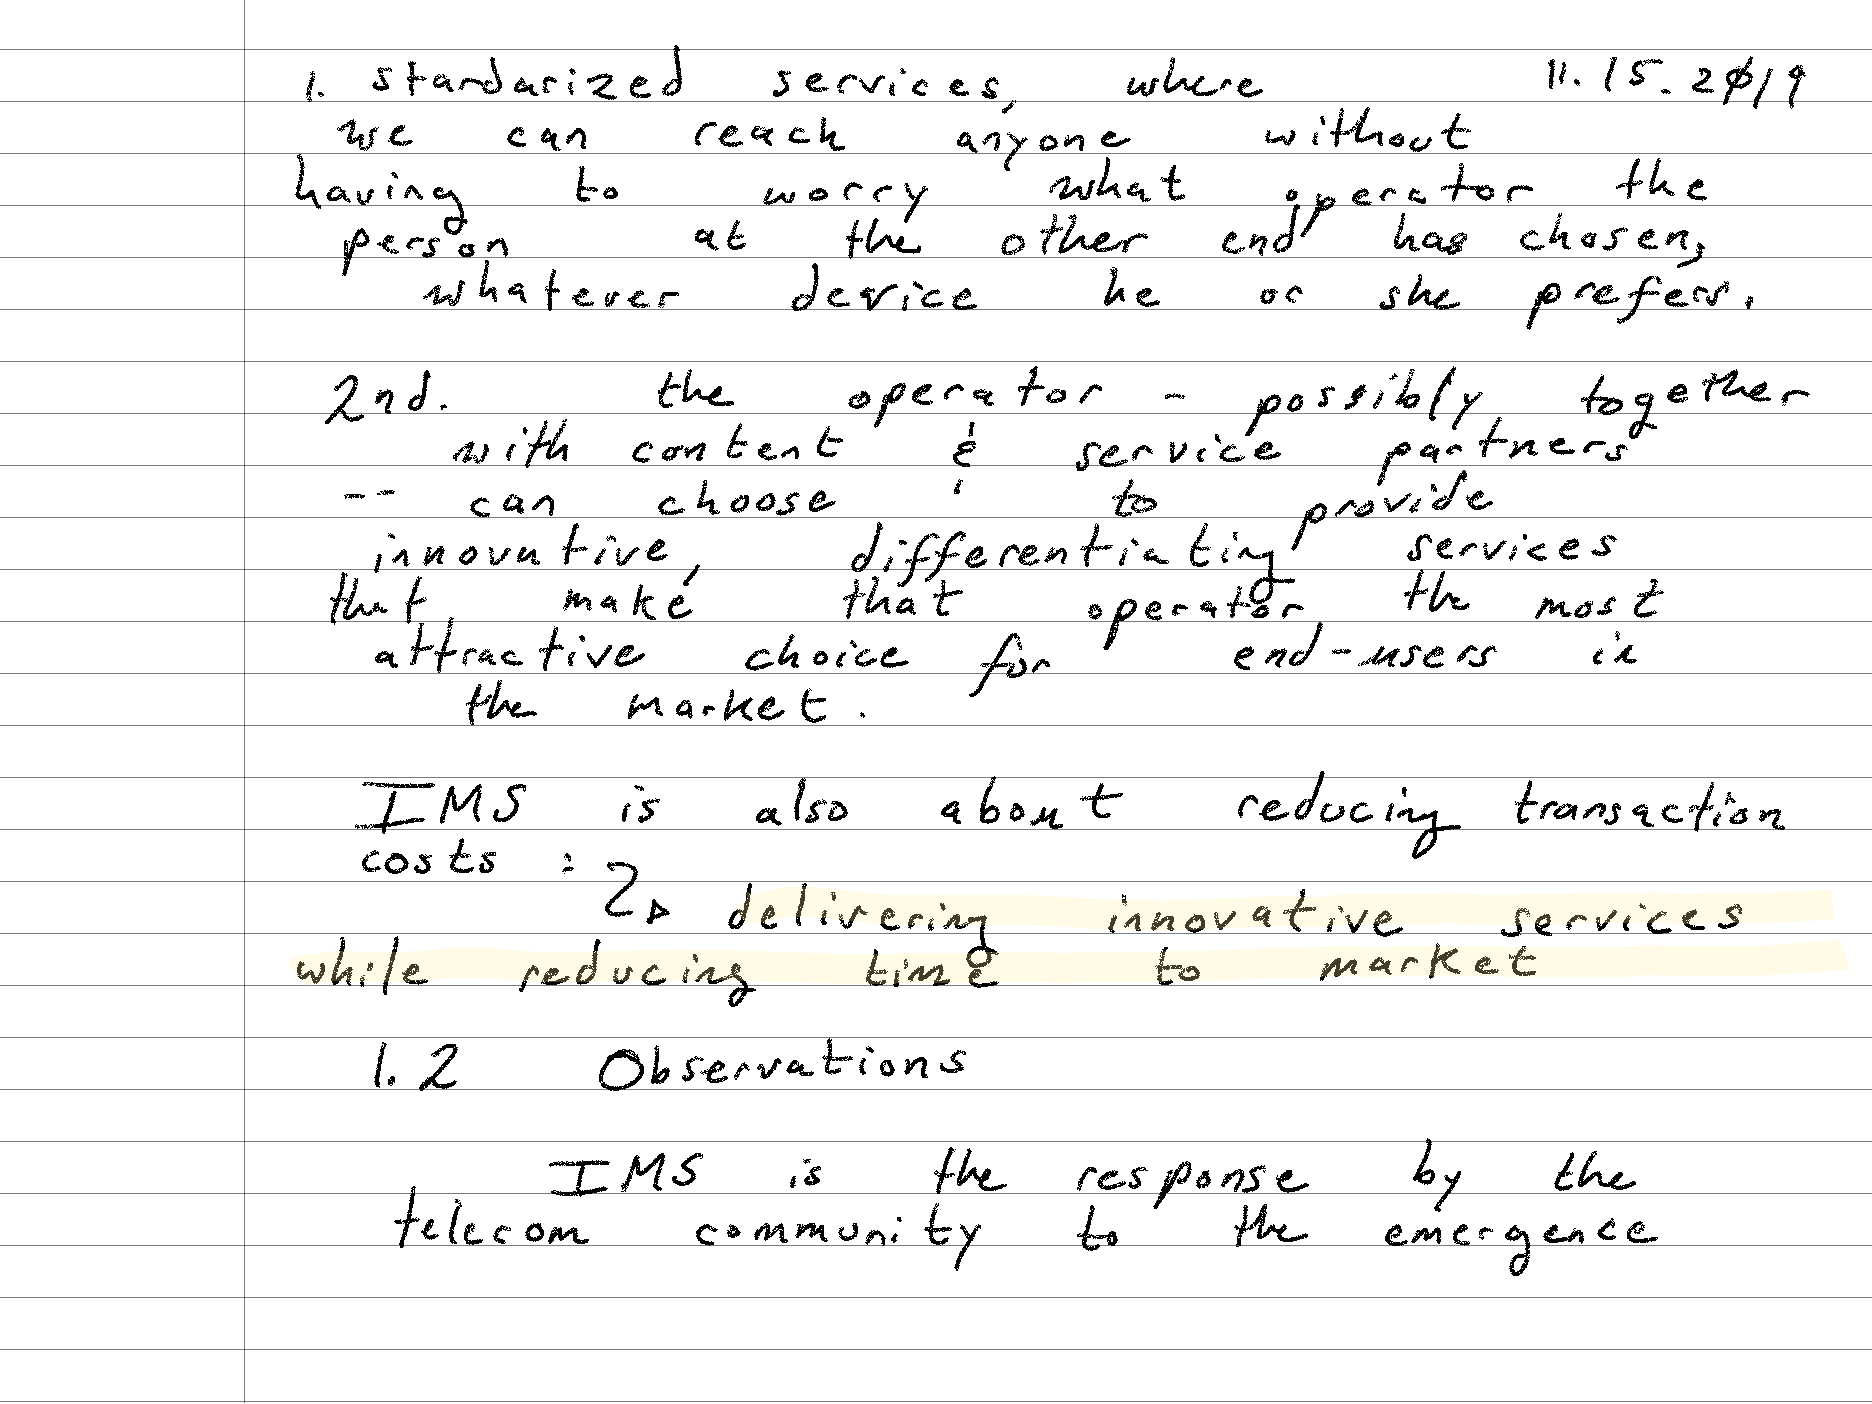 1. standarized services, where 11.15.2019
we can reach anyone without
having to worry what operator the
person at the other end has chosen,
whatever device he or she prefers.
2nd. the operator - possibly together
with content & service partners
-- can choose to provide
innovative, differentiating services
that make that operator the most
attractive choice for end-users in
the market.
IMS is also about reducing transaction
costs :
delivering innovative services
while reducing time to market
1.2 Observations
IMS is the response by the
telecom community to the emergence